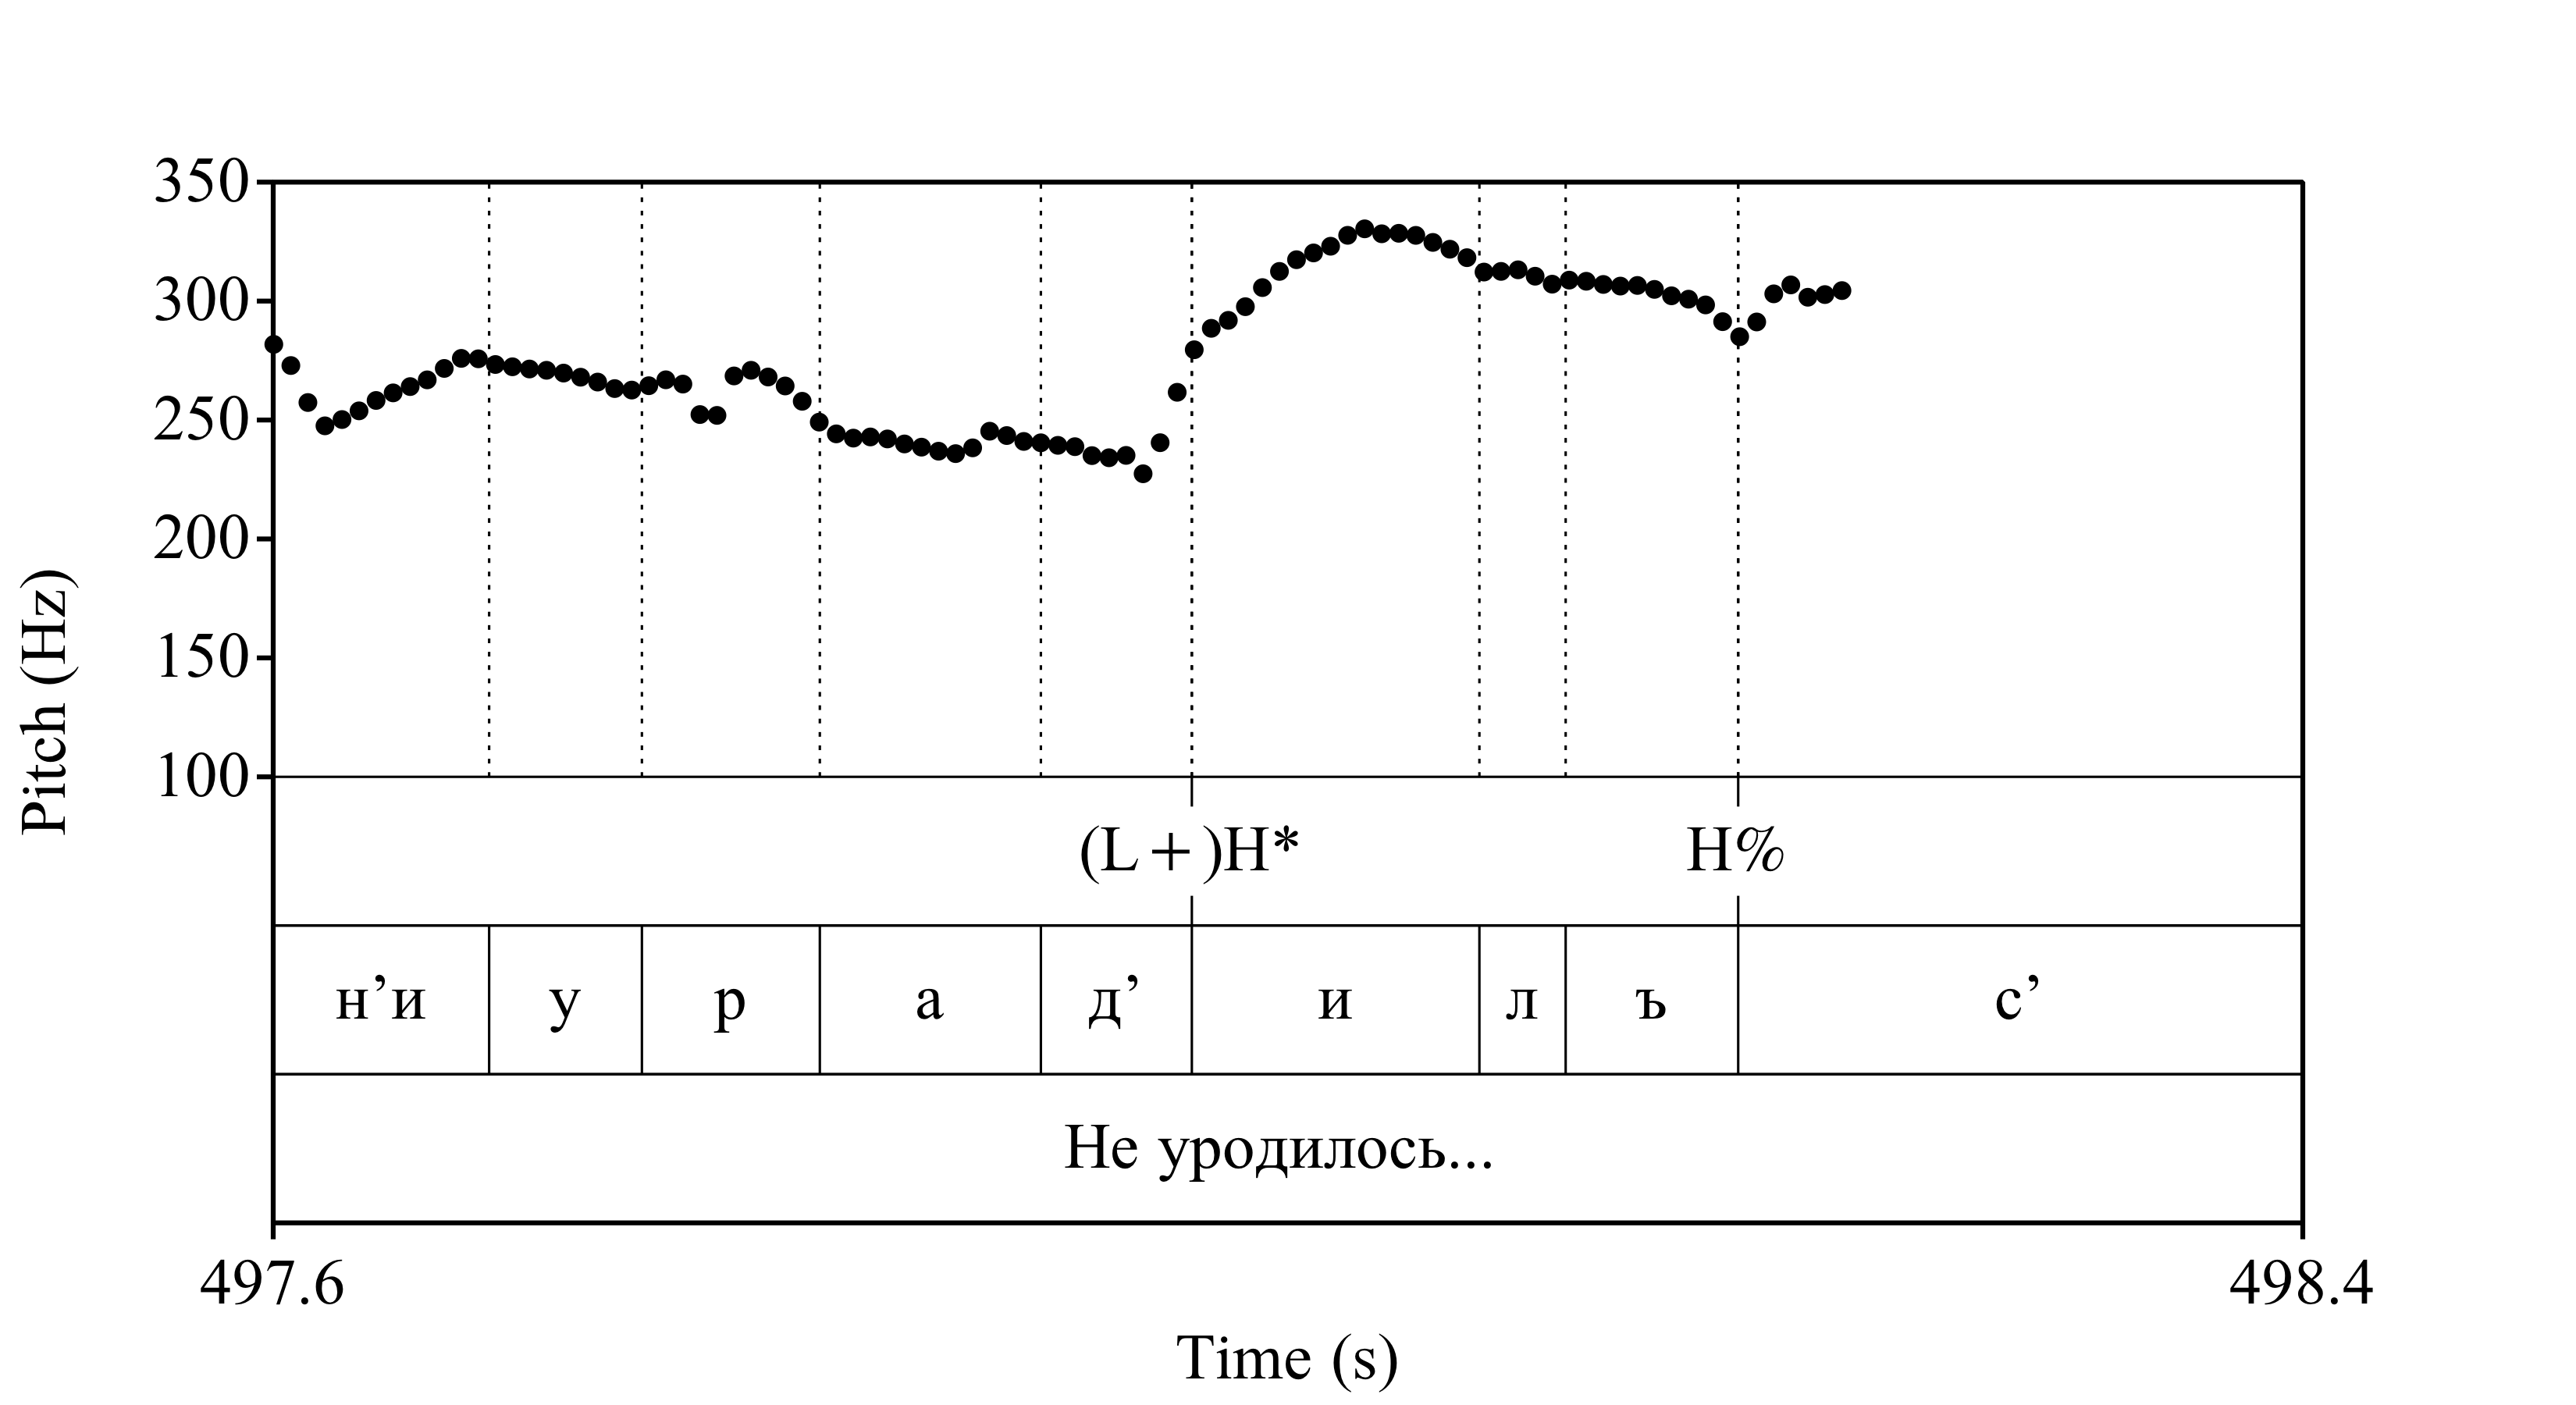 350
300
250
200
150
100
Pitch (Hz)
(L+)H* H%
н’и у р а д’ и л ъ с’
Не уродилось...
497.6 498.4
Time (s)